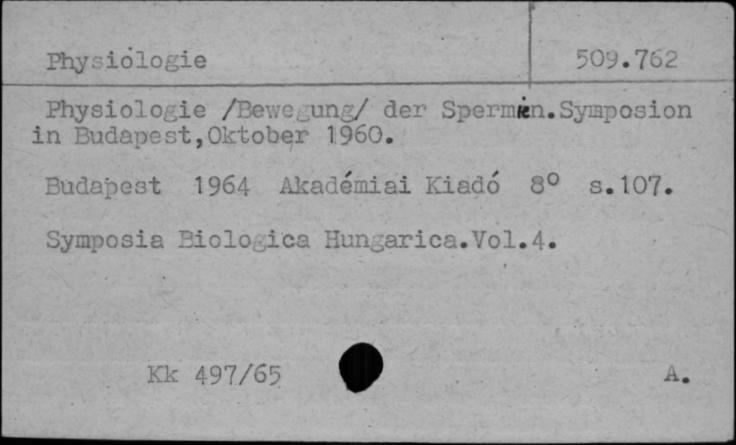 Physiologie 509.762
Physiologie /Bewegung/ der Spermien.Symposion
in Budapest,Oktober 1960.
Budapest 1964 Akadémiai Kiadó 8° s.107.
Symposia Biologica Hungarica.Vol.4.
Kk 497/65 A.